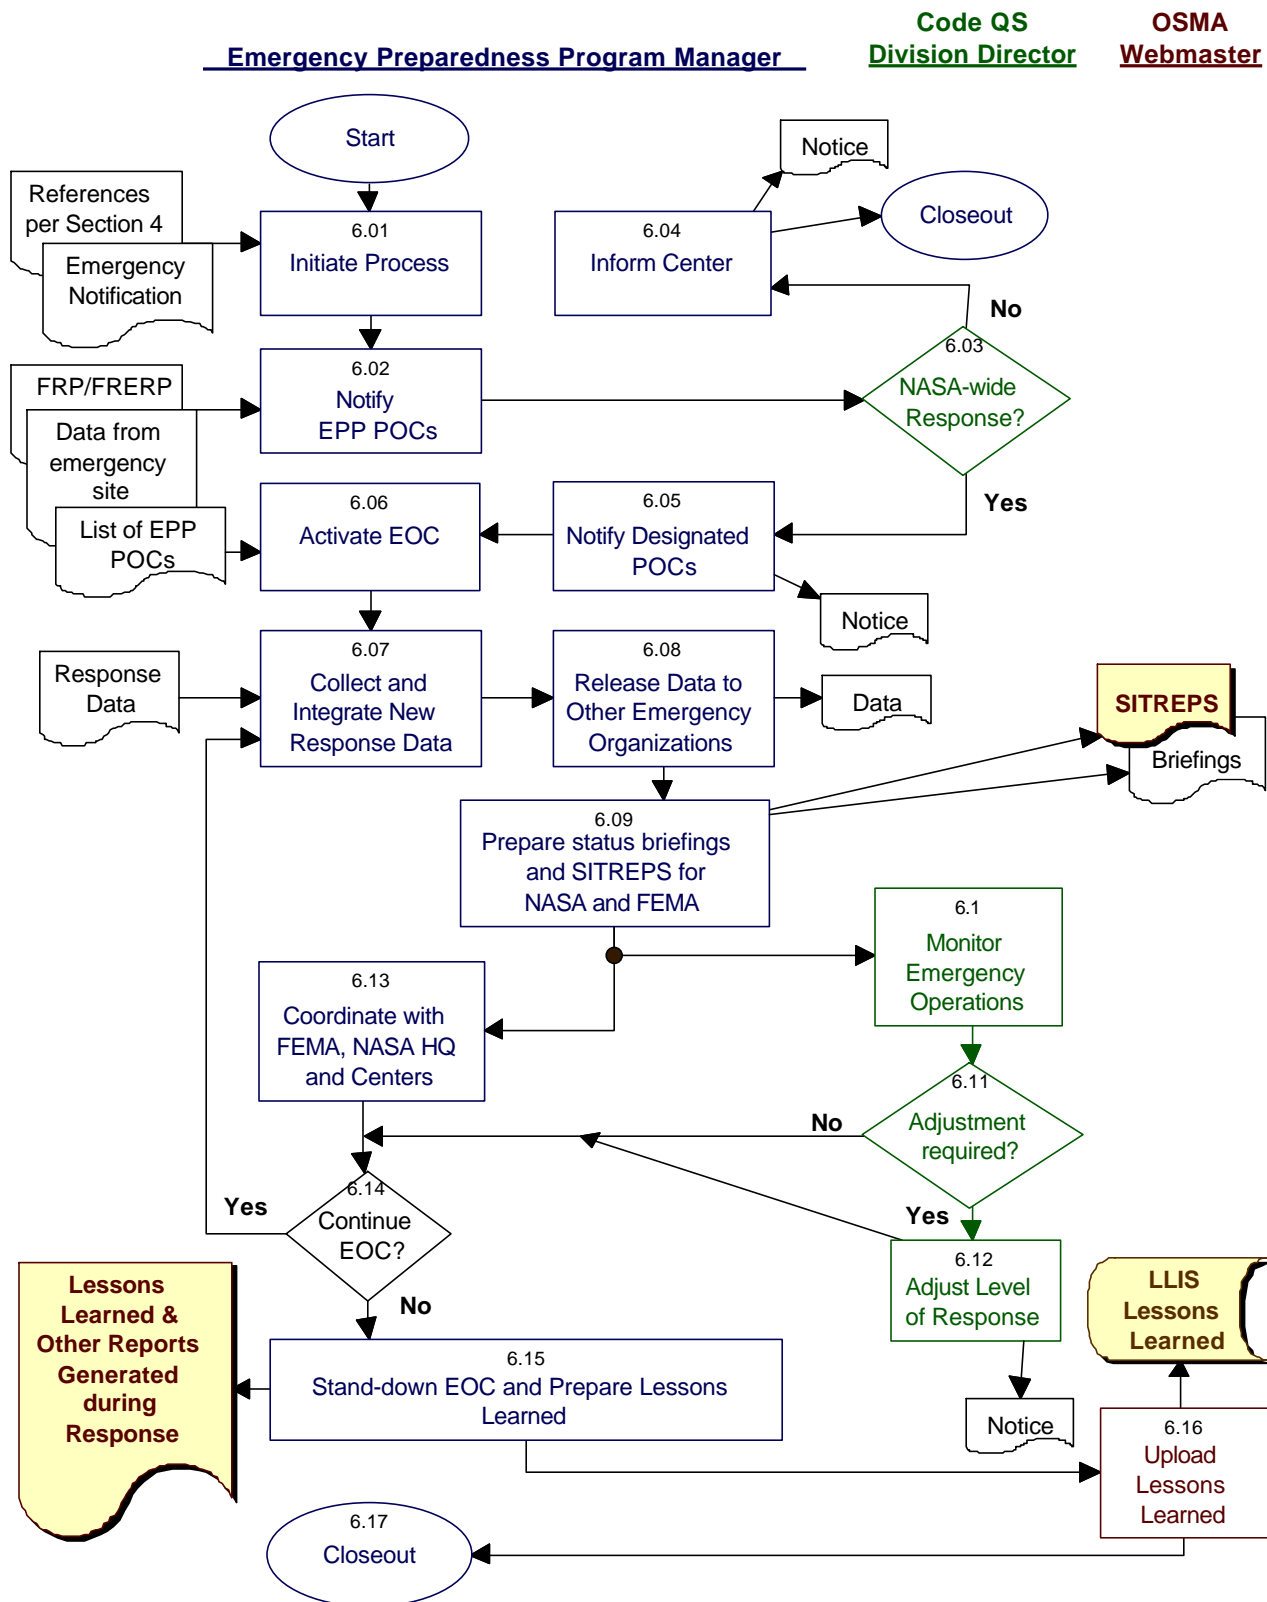 Code QS
Division Director
OSMA
Webmaster
Emergency Preparedness Program Manager
Start
Notice
References
per Section 4
Emergency
Notification
6.01
Initiate Process
6.04
Inform Center
Closeout
No
FRP/FRERP
Data from
emergency
site
List of EPP
POCs
6.02
Notify
EPP POCs
6.03
NASA-wide
Response?
Yes
6.06
Activate EOC
6.05
Notify Designated
POCs
Notice
Response
Data
6.07
Collect and
Integrate New
Response Data
6.08
Release Data to
Other Emergency
Organizations
Data
SITREPS
Briefings
6.09
Prepare status briefings
and SITREPS for
NASA and FEMA
6.1
Monitor
Emergency
Operations
6.13
Coordinate with
FEMA, NASA HQ
and Centers
6.11
Adjustment
required?
No
Yes
6.14
Continue
EOC?
Yes
No
6.12
Adjust Level
of Response
Notice
Lessons
Learned &
Other Reports
Generated
during
Response
6.15
Stand-down EOC and Prepare Lessons
Learned
LLIS
Lessons
Learned
6.16
Upload
Lessons
Learned
6.17
Closeout